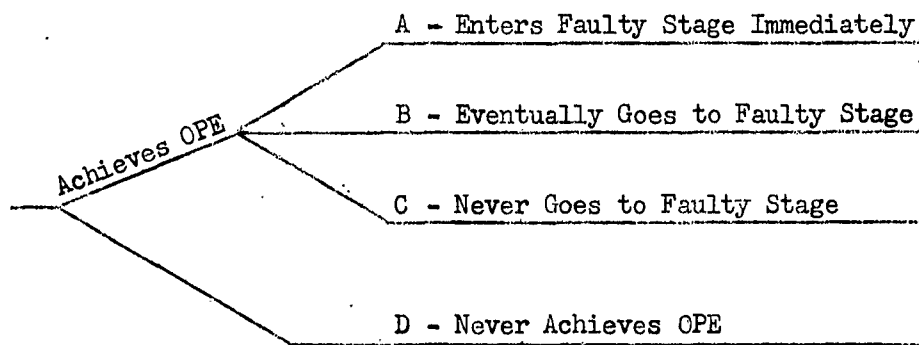 A - Enters Faulty Stage Immediately
Achieves OPE
B - Eventually Goes to Faulty Stage
C - Never Goes to Faulty Stage
D - Never Achieves OPE